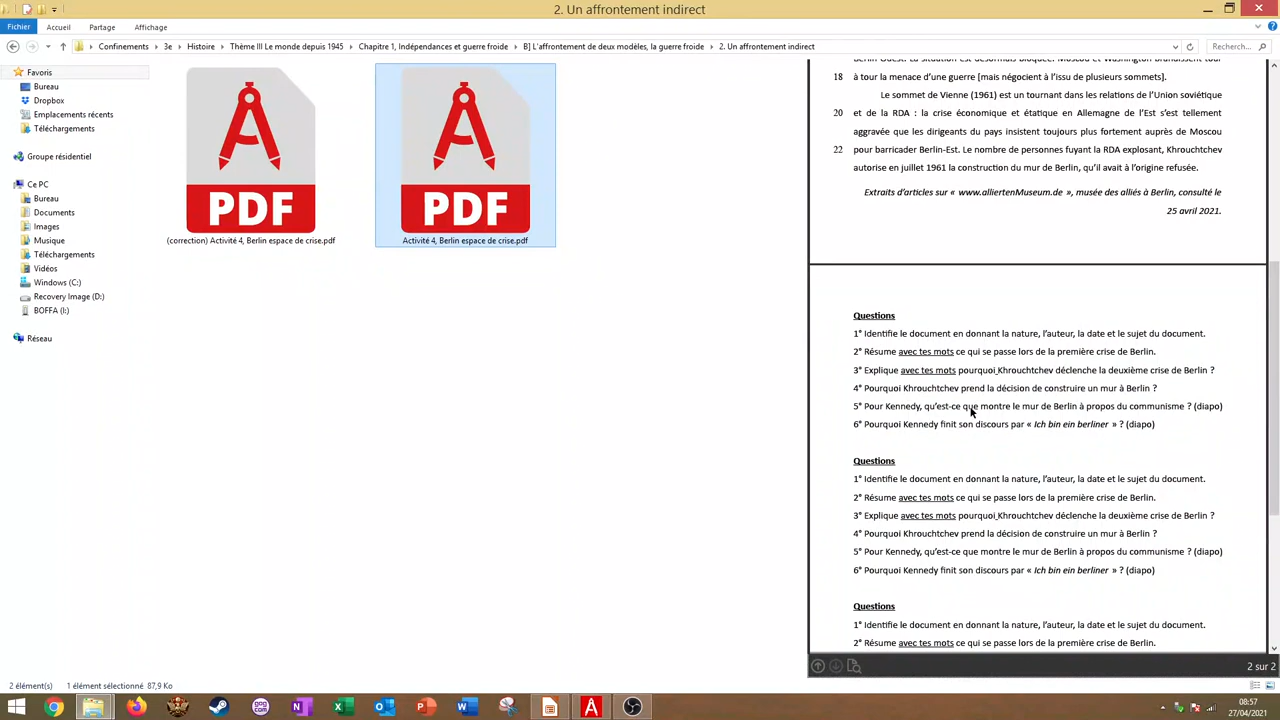 2. Un affrontement indirect
Fichier Accueil Partage Affichage
Confinements 3e Histoire Thème III Le monde depuis 1945 Chapitre 1, Indépendances et guerre froide B] L'affrontement de deux modèles, la guerre froide 2. Un affrontement indirect
Recherc...
Favoris
Bureau
Dropbox
Emplacements récents
Téléchargements
Groupe résidentiel
Ce PC
Bureau
Documents
Images
Musique
Téléchargements
Vidéos
Windows (C:)
Recovery Image (D:)
BOFFA (I:)
Réseau
PDF
(correction) Activité 4, Berlin espace de crise.pdf
PDF
Activité 4, Berlin espace de crise.pdf
18 à tour la menace d'une guerre [mais négocient à l'issu de plusieurs sommets].
Le sommet de Vienne (1961) est un tournant dans les relations de l'Union soviétique
20 et de la RDA : la crise économique et étatique en Allemagne de l'Est s'est tellement
aggravée que les dirigeants du pays insistent toujours plus fortement auprès de Moscou
22 pour barricader Berlin-Est. Le nombre de personnes fuyant la RDA explosant, Khrouchtchev
autorise en juillet 1961 la construction du mur de Berlin, qu'il avait à l'origine refusée.
Extraits d'articles sur « www.alliertenMuseum.de », musée des alliés à Berlin, consulté le
25 avril 2021.
Questions
1° Identifie le document en donnant la nature, l'auteur, la date et le sujet du document.
2° Résume avec tes mots ce qui se passe lors de la première crise de Berlin.
3° Explique avec tes mots pourquoi Khrouchtchev déclenche la deuxième crise de Berlin ?
4° Pourquoi Khrouchtchev prend la décision de construire un mur à Berlin ?
5° Pour Kennedy, qu'est-ce que montre le mur de Berlin à propos du communisme ? (diapo)
6° Pourquoi Kennedy finit son discours par « Ich bin ein berliner » ? (diapo)
Questions
1° Identifie le document en donnant la nature, l'auteur, la date et le sujet du document.
2° Résume avec tes mots ce qui se passe lors de la première crise de Berlin.
3° Explique avec tes mots pourquoi Khrouchtchev déclenche la deuxième crise de Berlin ?
4° Pourquoi Khrouchtchev prend la décision de construire un mur à Berlin ?
5° Pour Kennedy, qu'est-ce que montre le mur de Berlin à propos du communisme ? (diapo)
6° Pourquoi Kennedy finit son discours par « Ich bin ein berliner » ? (diapo)
Questions
1° Identifie le document en donnant la nature, l'auteur, la date et le sujet du document.
2° Résume avec tes mots ce qui se passe lors de la première crise de Berlin.
2 sur 2
2 élément(s) 1 élément sélectionné 87,9 Ko
08:57
27/04/2021